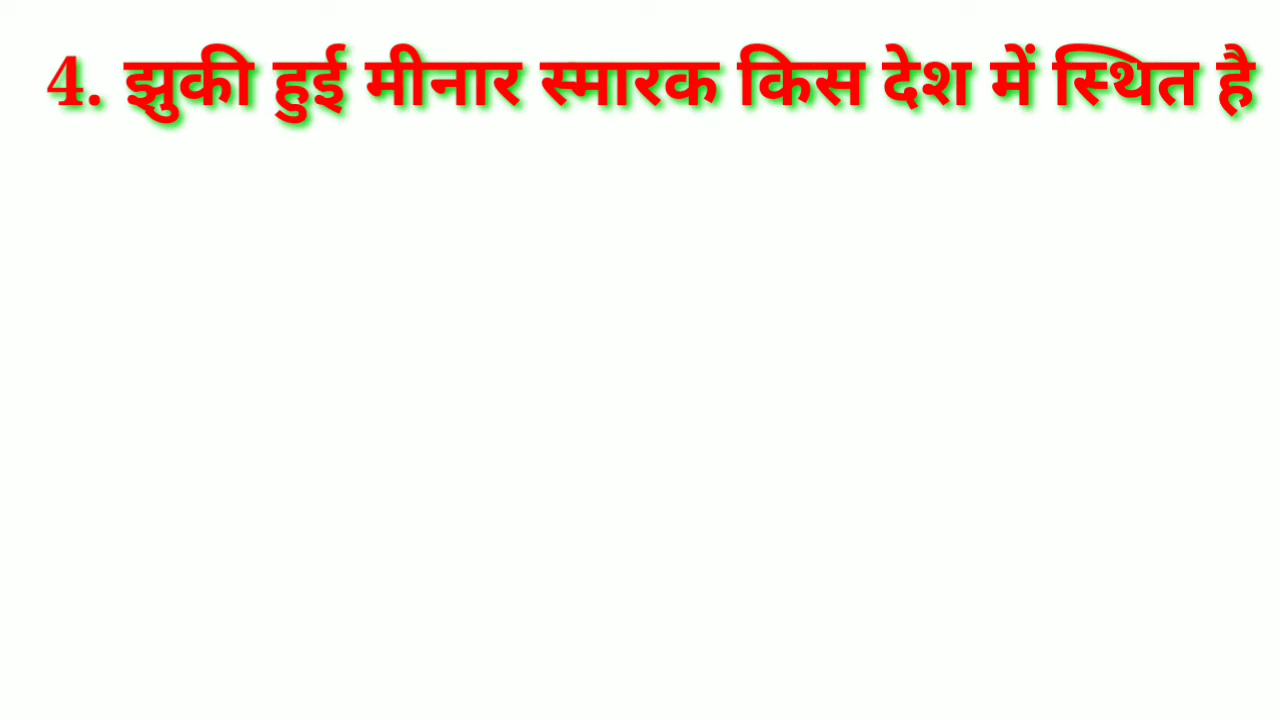 4. झुकी हुई मीनार स्मारक किस देश में स्थित है